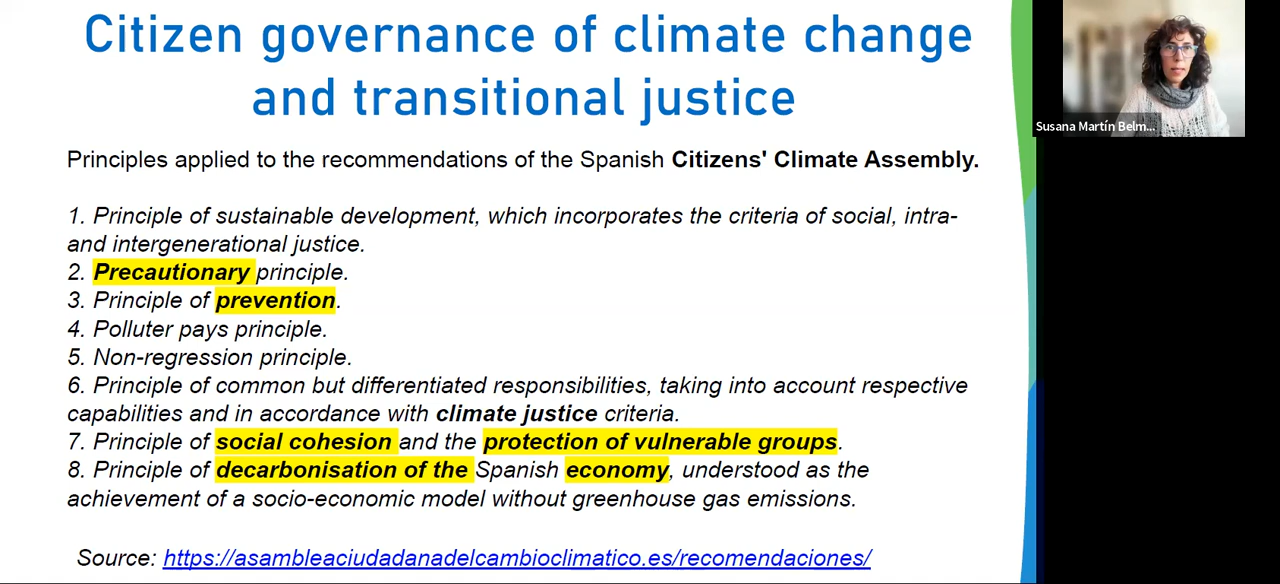 Citizen governance of climate change
and transitional justice
Susana Martín Belm...
Principles applied to the recommendations of the Spanish Citizens' Climate Assembly.
1. Principle of sustainable development, which incorporates the criteria of social, intra-
and intergenerational justice.
2. Precautionary principle.
3. Principle of prevention.
4. Polluter pays principle.
5. Non-regression principle.
6. Principle of common but differentiated responsibilities, taking into account respective
capabilities and in accordance with climate justice criteria.
7. Principle of social cohesion and the protection of vulnerable groups.
8. Principle of decarbonisation of the Spanish economy, understood as the
achievement of a socio-economic model without greenhouse gas emissions.
Source: https://asambleaciudadanadelcambioclimatico.es/recomendaciones/